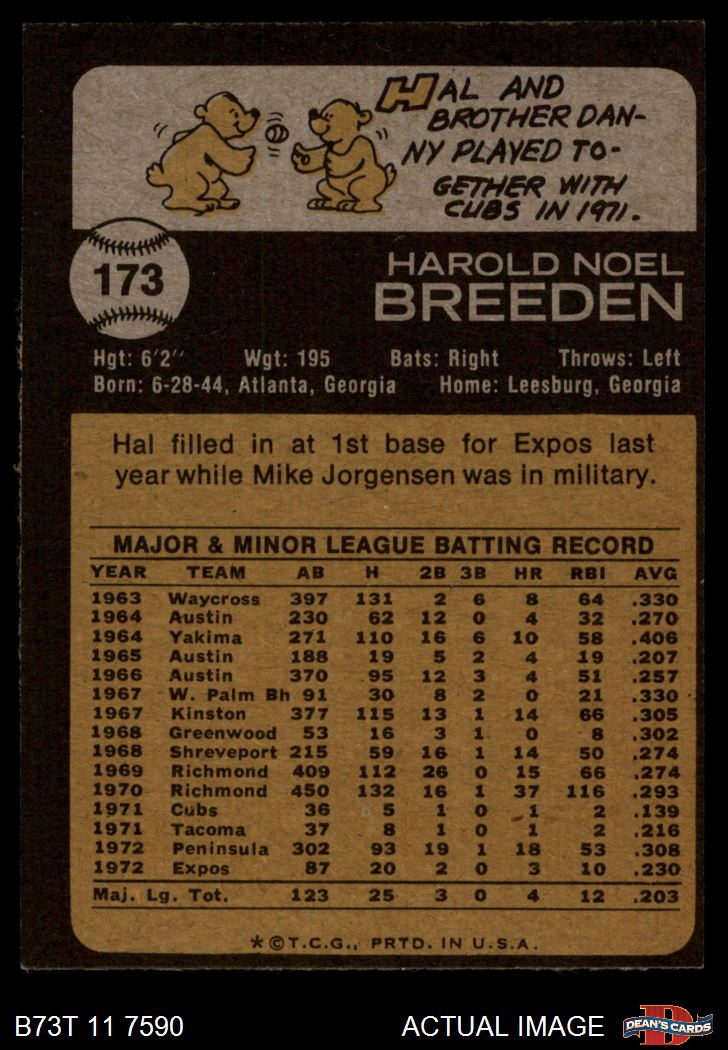 HAL AND
BROTHER DAN-
NY PLAYED TO-
GETHER WITH
CUBS IN 1971.
173
HAROLD NOEL
BREEDEN
Hgt: 6'2" Wgt: 195 Bats: Right Throws: Left
Born: 6-28-44, Atlanta, Georgia Home: Leesburg, Georgia
Hal filled in at 1st base for Expos last
year while Mike Jorgensen was in military.
MAJOR & MINOR LEAGUE BATTING RECORD
YEAR TEAM AB H 2B 3B HR RBI AVG
1963 Waycross 397 131 2 6 8 64 .330
1964 Austin 230 62 12 0 4 32 .270
1964 Yakima 271 110 16 6 10 58 .406
1965 Austin 188 19 5 2 4 19 .207
1966 Austin 370 95 12 3 4 51 .257
1967 W. Palm Bh 91 30 8 2 0 21 .330
1967 Kinston 377 115 13 1 14 66 .305
1968 Greenwood 53 16 3 1 0 8 .302
1968 Shreveport 215 59 16 1 14 50 .274
1969 Richmond 409 112 26 0 15 66 .274
1970 Richmond 450 132 16 1 37 116 .293
1971 Cubs 36 5 1 0 1 2 .139
1971 Tacoma 37 8 1 0 1 2 .216
1972 Peninsula 302 93 19 1 18 53 .308
1972 Expos 87 20 2 0 3 10 .230
Maj. Lg. Tot. 123 25 3 0 4 12 .203
*©T.C.G., PRTD. IN U.S.A.
B73T 11 7590 ACTUAL IMAGE
D
DEAN'S CARDS